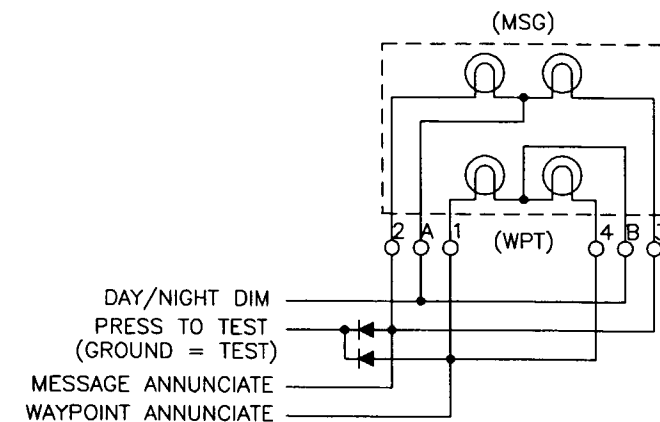 (MSG)
2 A 1 (WPT) 4 B
DAY/NIGHT DIM
PRESS TO TEST
(GROUND = TEST)
MESSAGE ANNUNCIATE
WAYPOINT ANNUNCIATE